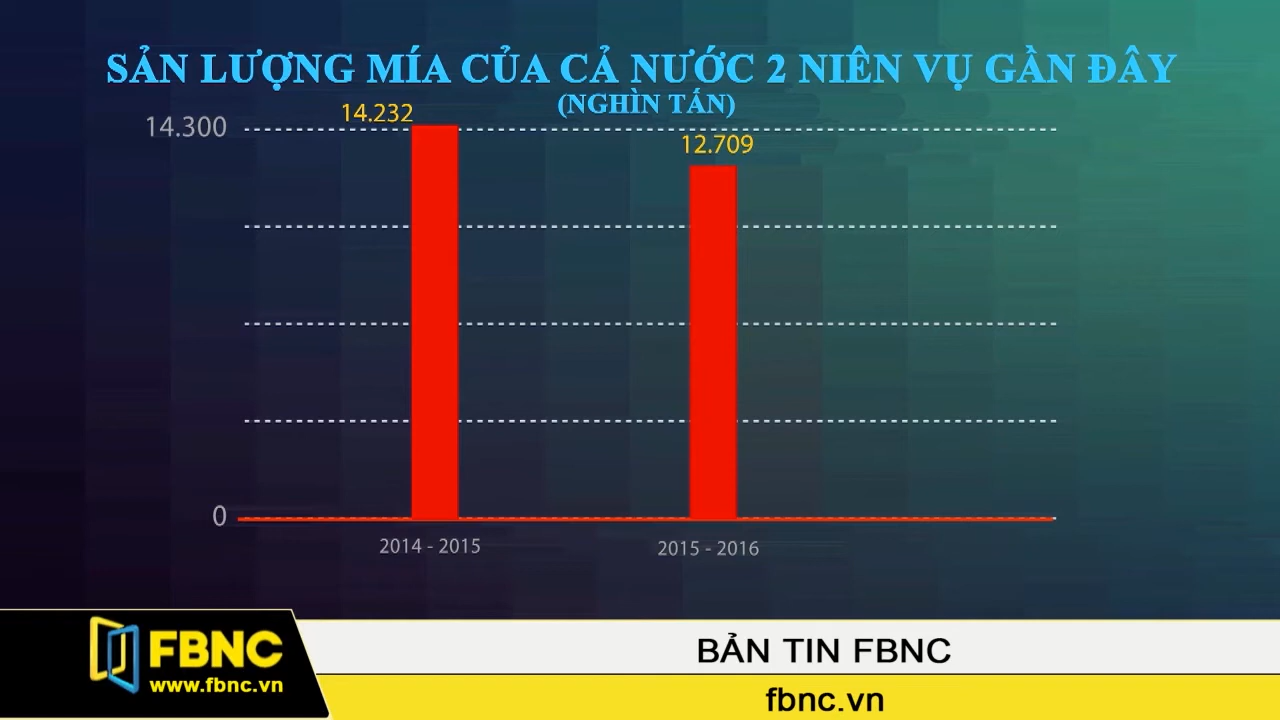 SẢN LƯỢNG MÍA CỦA CẢ NƯỚC 2 NIÊN VỤ GẦN ĐÂY
(NGHÌN TẤN)
14.232
14.300
12.709
0
2014 - 2015
2015 - 2016
FBNC
www.fbnc.vn
BẢN TIN FBNC
fbnc.vn